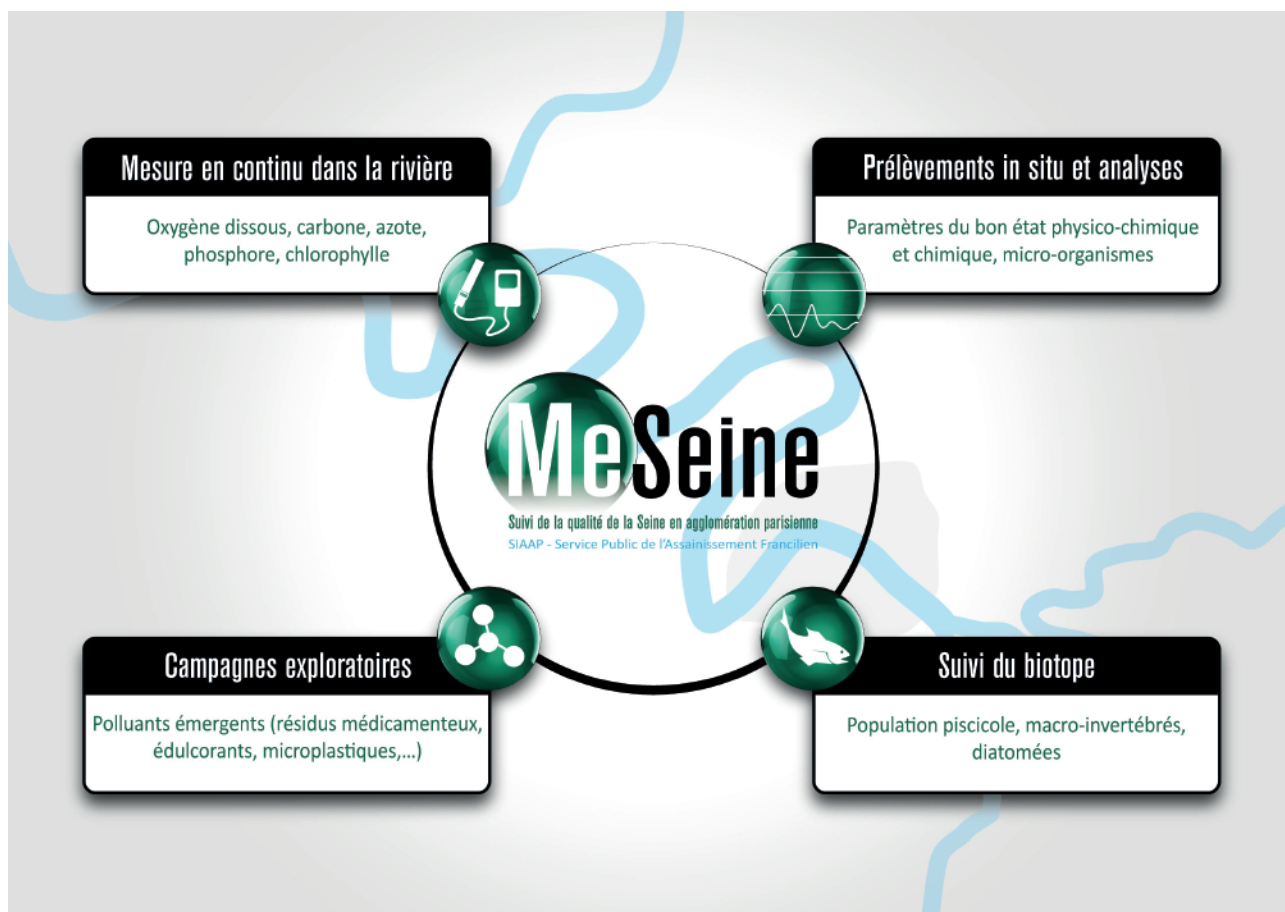 Mesure en continu dans la rivière
Oxygène dissous, carbone, azote,
phosphore, chlorophylle
Prélèvements in situ et analyses
Paramètres du bon état physico-chimique
et chimique, micro-organismes
MeSeine
Suivi de la qualité de la Seine en agglomération parisienne
SIAAP - Service Public de l'Assainissement Francilien
Campagnes exploratoires
Polluants émergents (résidus médicamenteux,
édulcorants, microplastiques,...)
Suivi du biotope
Population piscicole, macro-invertébrés,
diatomées